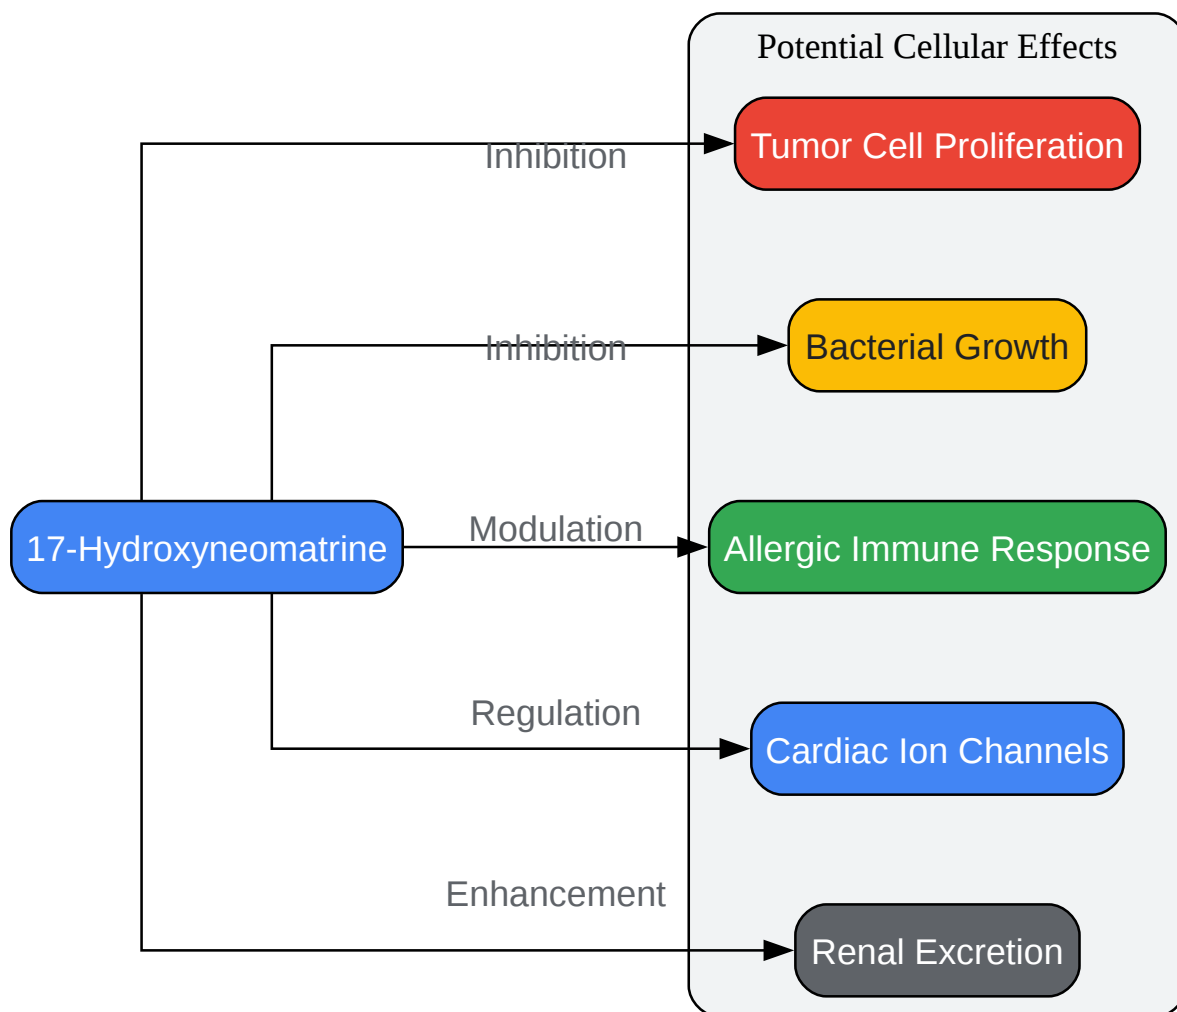 Potential Cellular Effects
Inhibition
Tumor Cell Proliferation
Inhibition
Bacterial Growth
17-Hydroxyneomatrine
Modulation
Allergic Immune Response
Regulation
Cardiac Ion Channels
Enhancement
Renal Excretion